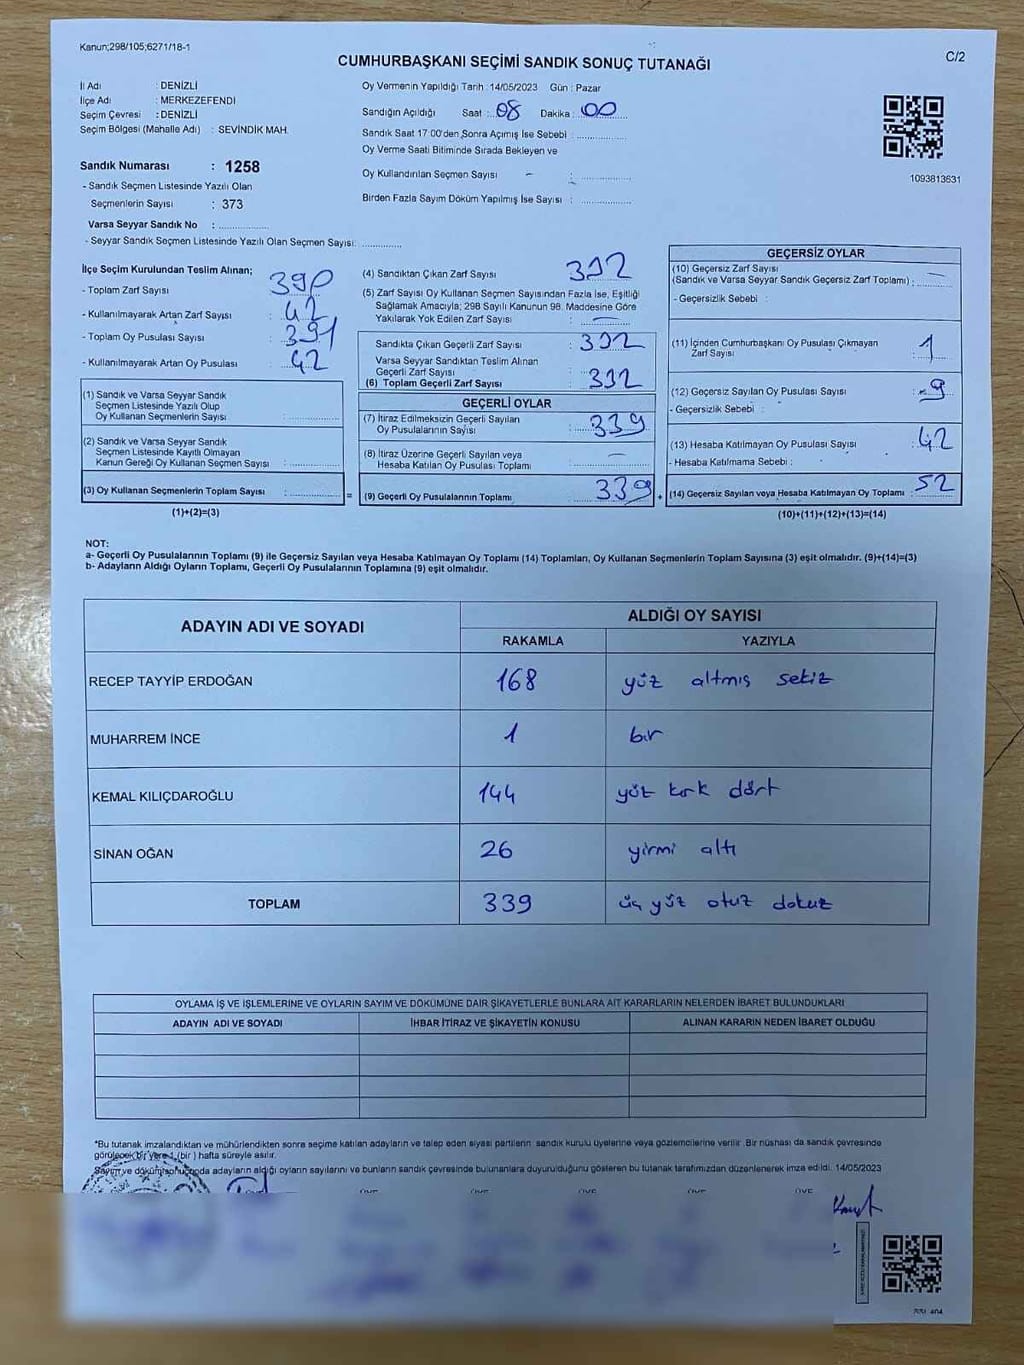 Kanun;298/105;6271/18-1
C/2
CUMHURBAŞKANI SEÇİMİ SANDIK SONUÇ TUTANAĞI
İl Adı : DENİZLİ
İlçe Adı : MERKEZEFENDİ
Seçim Çevresi : DENİZLİ
Seçim Bölgesi (Mahalle Adı) : SEVİNDİK MAH.
Sandık Numarası : 1258
- Sandık Seçmen Listesinde Yazılı Olan
Seçmenlerin Sayısı : 373
Varsa Seyyar Sandık No :
- Seyyar Sandık Seçmen Listesinde Yazılı Olan Seçmen Sayısı:
Oy Vermenin Yapıldığı Tarih : 14/05/2023 Gün : Pazar
Sandığın Açıldığı Saat : 08 Dakika : 00
Sandık Saat 17:00'den Sonra Açımış İse Sebebi :
Oy Verme Saati Bitiminde Sırada Bekleyen ve
Oy Kullandırılan Seçmen Sayısı - :
Birden Fazla Sayım Döküm Yapılmış İse Sayısı :
1093813631
İlçe Seçim Kurulundan Teslim Alınan;
- Toplam Zarf Sayısı : 390
- Kullanılmayarak Artan Zarf Sayısı : 42
- Toplam Oy Pusulası Sayısı : 391
- Kullanılmayarak Artan Oy Pusulası : 42
(1) Sandık ve Varsa Seyyar Sandık
Seçmen Listesinde Yazılı Olup
Oy Kullanan Seçmenlerin Sayısı :
(2) Sandık ve Varsa Seyyar Sandık
Seçmen Listesinde Kayıtlı Olmayan
Kanun Gereği Oy Kullanan Seçmen Sayısı :
(3) Oy Kullanan Seçmenlerin Toplam Sayısı :
(1)+(2)=(3)
(4) Sandıktan Çıkan Zarf Sayısı : 392
(5) Zarf Sayısı Oy Kullanan Seçmen Sayısından Fazla İse, Eşitliği
Sağlamak Amacıyla; 298 Sayılı Kanunun 98. Maddesine Göre
Yakılarak Yok Edilen Zarf Sayısı :
Sandıkta Çıkan Geçerli Zarf Sayısı : 392
Varsa Seyyar Sandıktan Teslim Alınan
Geçerli Zarf Sayısı
(6) Toplam Geçerli Zarf Sayısı : 392
GEÇERLİ OYLAR
(7) İtiraz Edilmeksizin Geçerli Sayılan
Oy Pusulalarının Sayısı : 339
(8) İtiraz Üzerine Geçerli Sayılan veya
Hesaba Katılan Oy Pusulası Toplamı : —
= (9) Geçerli Oy Pusulalarının Toplamı : 339 +
GEÇERSİZ OYLAR
(10) Geçersiz Zarf Sayısı
(Sandık ve Varsa Seyyar Sandık Geçersiz Zarf Toplamı) : —
- Geçersizlik Sebebi :
(11) İçinden Cumhurbaşkanı Oy Pusulası Çıkmayan
Zarf Sayısı : 1
(12) Geçersiz Sayılan Oy Pusulası Sayısı : 9
- Geçersizlik Sebebi :
(13) Hesaba Katılmayan Oy Pusulası Sayısı : 42
- Hesaba Katılmama Sebebi :
(14) Geçersiz Sayılan veya Hesaba Katılmayan Oy Toplamı : 52
(10)+(11)+(12)+(13)=(14)
NOT:
a- Geçerli Oy Pusulalarının Toplamı (9) ile Geçersiz Sayılan veya Hesaba Katılmayan Oy Toplamı (14) Toplamları, Oy Kullanan Seçmenlerin Toplam Sayısına (3) eşit olmalıdır. (9)+(14)=(3)
b- Adayların Aldığı Oyların Toplamı, Geçerli Oy Pusulalarının Toplamına (9) eşit olmalıdır.
ADAYIN ADI VE SOYADI ALDIĞI OY SAYISI
RAKAMLA YAZIYLA
RECEP TAYYİP ERDOĞAN 168 yüz altmış sekiz
MUHARREM İNCE 1 bir
KEMAL KILIÇDAROĞLU 144 yüz kırk dört
SİNAN OĞAN 26 yirmi altı
TOPLAM 339 üç yüz otuz dokuz
OYLAMA İŞ VE İŞLEMLERİNE VE OYLARIN SAYIM VE DÖKÜMÜNE DAİR ŞİKAYETLERLE BUNLARA AİT KARARLARIN NELERDEN İBARET BULUNDUKLARI
ADAYIN ADI VE SOYADI İHBAR İTİRAZ VE ŞİKAYETİN KONUSU ALINAN KARARIN NEDEN İBARET OLDUĞU
*Bu tutanak imzalandıktan ve mühürlendikten sonra seçime katılan adayların ve talep eden siyasi partilerin sandık kurulu üyelerine veya gözlemcilerine verilir. Bir nüshası da sandık çevresinde
görülecek bir yere 1 (bir ) hafta süreyle asılır.
Sayım ve döküm sonucunda adayların aldığı oyların sayılarını ve bunların sandık çevresinde bulunanlara duyurulduğunu gösteren bu tutanak tarafımızdan düzenlenerek imza edildi. 14/05/2023